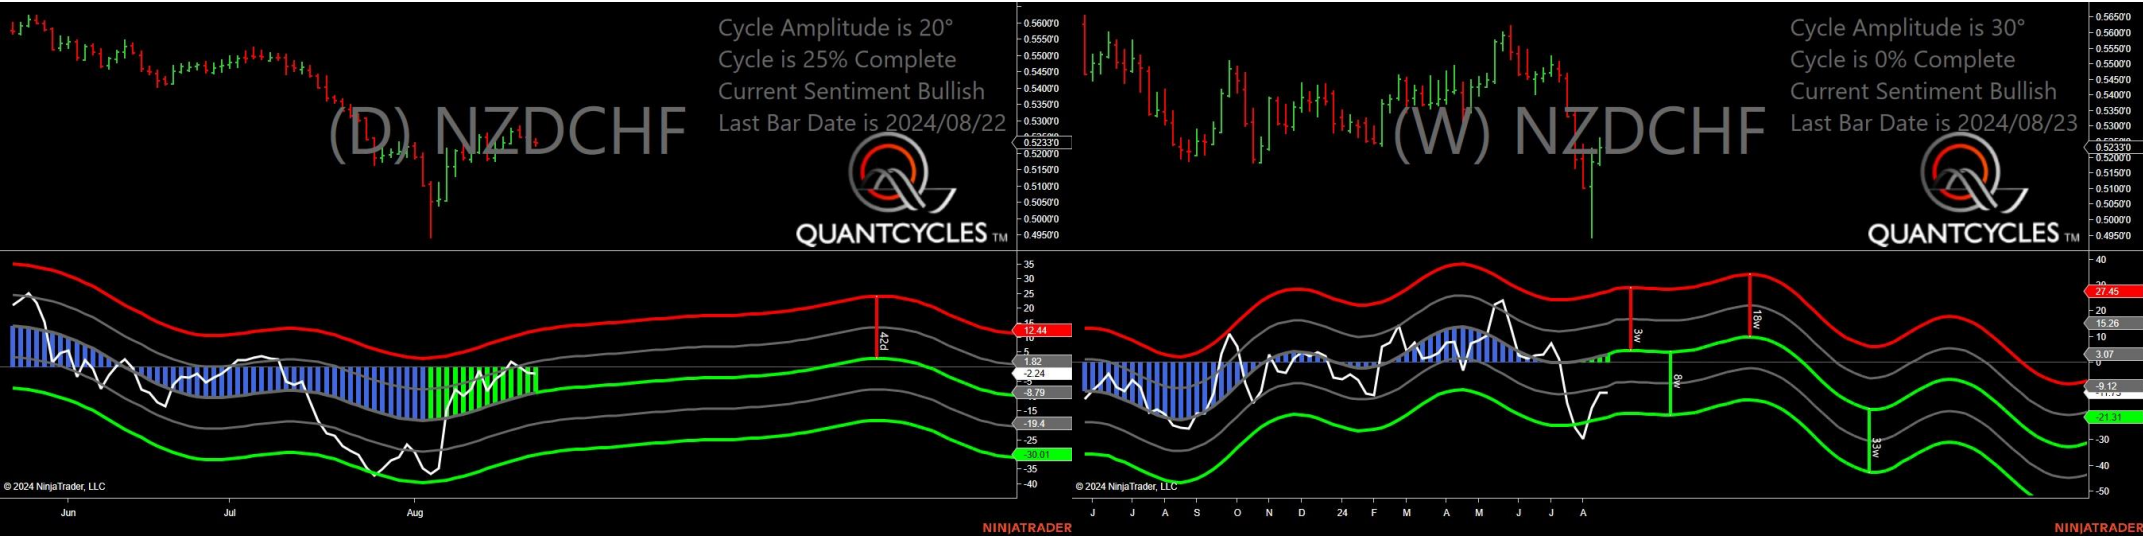 Cycle Amplitude is 20°
Cycle is 25% Complete
Current Sentiment Bullish
Last Bar Date is 2024/08/22
(D) NZDCHF
QUANTCYCLES TM
0.5600'0
0.5550'0
0.5500'0
0.5450'0
0.5400'0
0.5350'0
0.5300'0
0.5233'0
0.5200'0
0.5150'0
0.5100'0
0.5050'0
0.5000'0
0.4950'0
35
30
25
20
12.44
1.82
-2.24
-8.79
-15
-19.4
-25
-30.01
-35
-40
42d
© 2024 NinjaTrader, LLC
Jun Jul Aug
NINJATRADER
Cycle Amplitude is 30°
Cycle is 0% Complete
Current Sentiment Bullish
Last Bar Date is 2024/08/23
(W) NZDCHF
QUANTCYCLES TM
0.5650'0
0.5600'0
0.5550'0
0.5500'0
0.5450'0
0.5400'0
0.5350'0
0.5300'0
0.5233'0
0.5200'0
0.5150'0
0.5100'0
0.5050'0
0.5000'0
0.4950'0
40
27.45
20
15.26
10
3.07
0
-9.12
-21.31
-30
-40
-50
3w
8w
18w
33w
© 2024 NinjaTrader, LLC
J J A S O N D 24 F M A M J J A
NINJATRADER